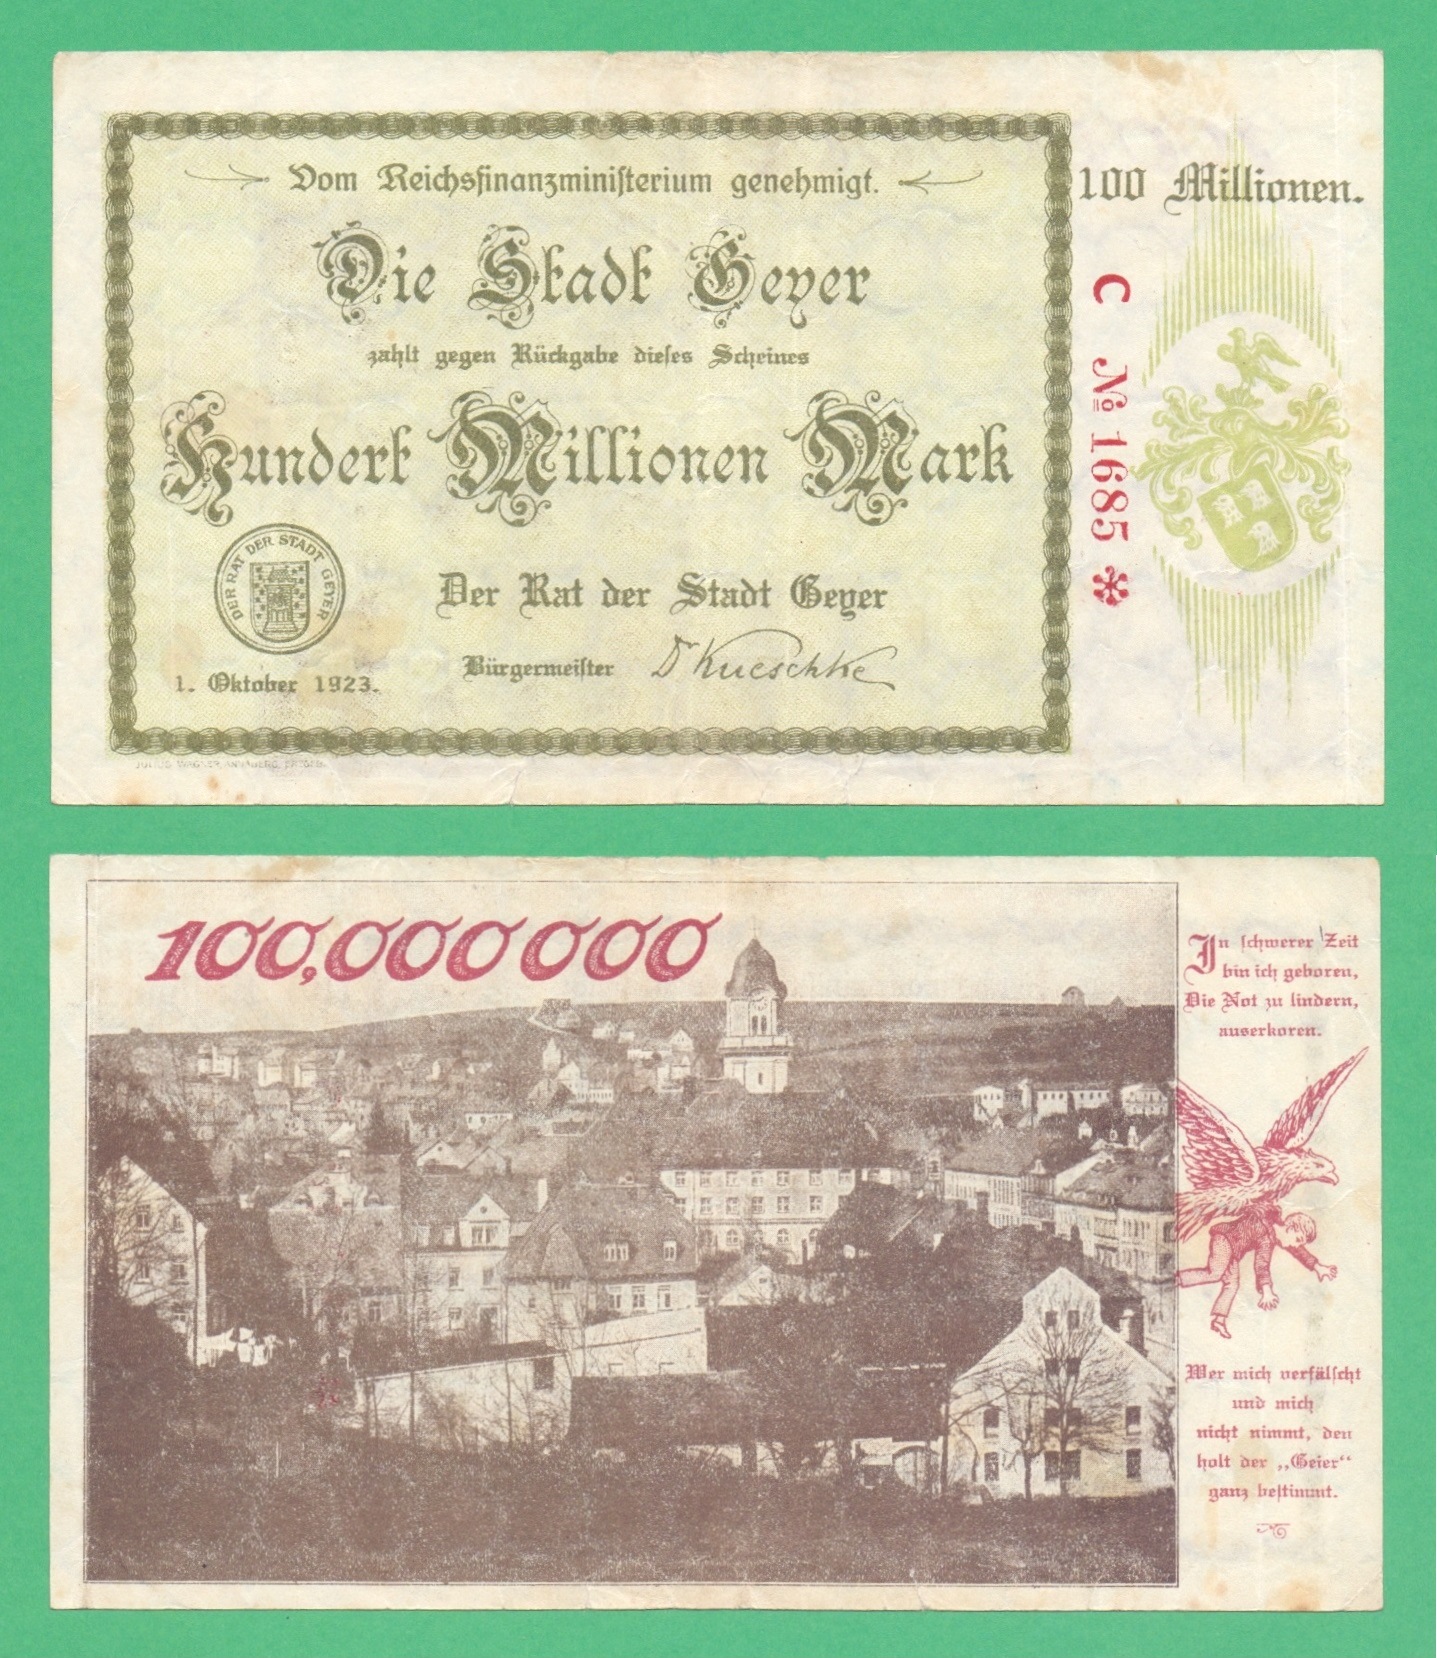 Vom Reichsfinanzministerium genehmigt.
Die Stadt Geyer
zahlt gegen Rückgabe dieses Scheines
Hundert Millionen Mark
DER RAT DER STADT GEYER
Der Rat der Stadt Geyer
Bürgermeister Dr Kueschke
1. Oktober 1923.
JULIUS WAGNER, ANNABERG, ERZGEB.
100 Millionen.
C № 1685 *
100,000 000
In schwerer Zeit
bin ich geboren,
Die Not zu lindern,
auserkoren.
Wer mich verfälscht
und mich
nicht nimmt, den
holt der „Geier“
ganz bestimmt.